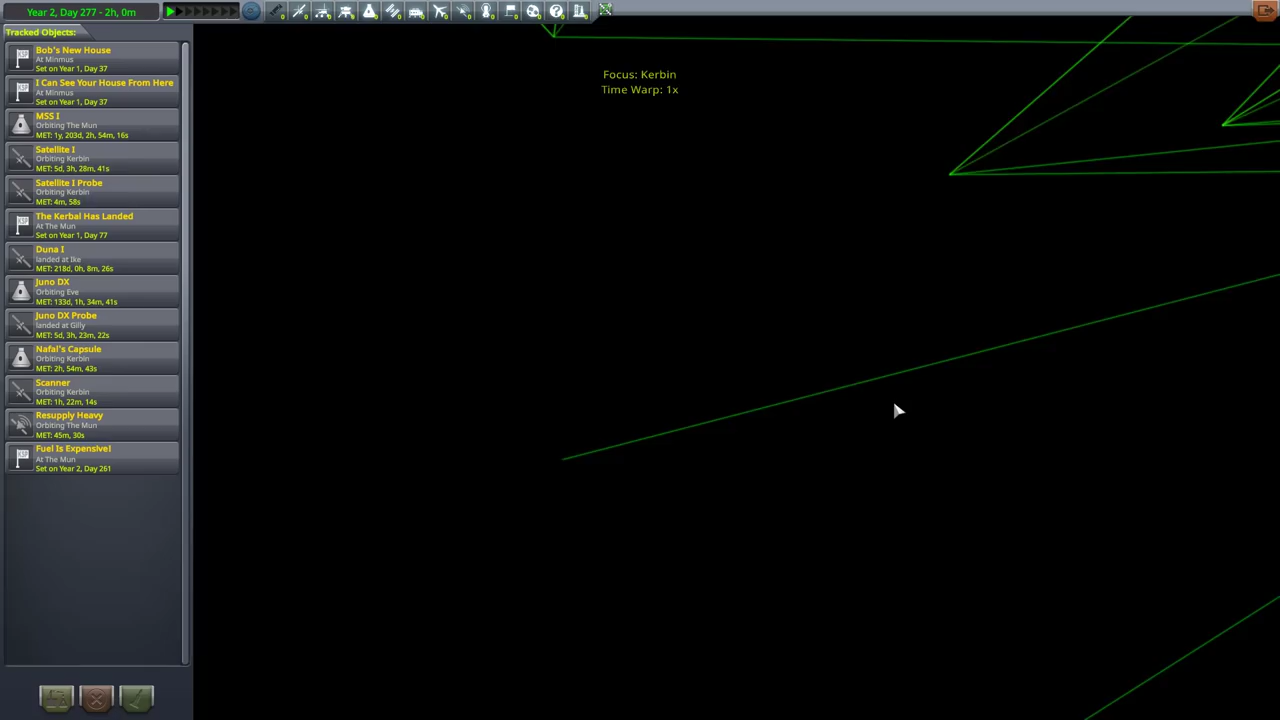 Year 2, Day 277 - 2h, 0m
Tracked Objects:
Focus: Kerbin
Time Warp: 1x
Bob's New House
At Minmus
Set on Year 1, Day 37
I Can See Your House From Here
At Minmus
Set on Year 1, Day 37
MSS I
Orbiting The Mun
MET: 1y, 203d, 2h, 54m, 16s
Satellite I
Orbiting Kerbin
MET: 5d, 3h, 28m, 41s
Satellite I Probe
Orbiting Kerbin
MET: 4m, 58s
The Kerbal Has Landed
At The Mun
Set on Year 1, Day 77
Duna I
landed at Ike
MET: 218d, 0h, 8m, 26s
Juno DX
Orbiting Eve
MET: 133d, 1h, 34m, 41s
Juno DX Probe
landed at Gilly
MET: 5d, 3h, 23m, 22s
Nafal's Capsule
Orbiting Kerbin
MET: 2h, 54m, 43s
Scanner
Orbiting Kerbin
MET: 1h, 22m, 14s
Resupply Heavy
Orbiting The Mun
MET: 45m, 30s
Fuel Is Expensive!
At The Mun
Set on Year 2, Day 261